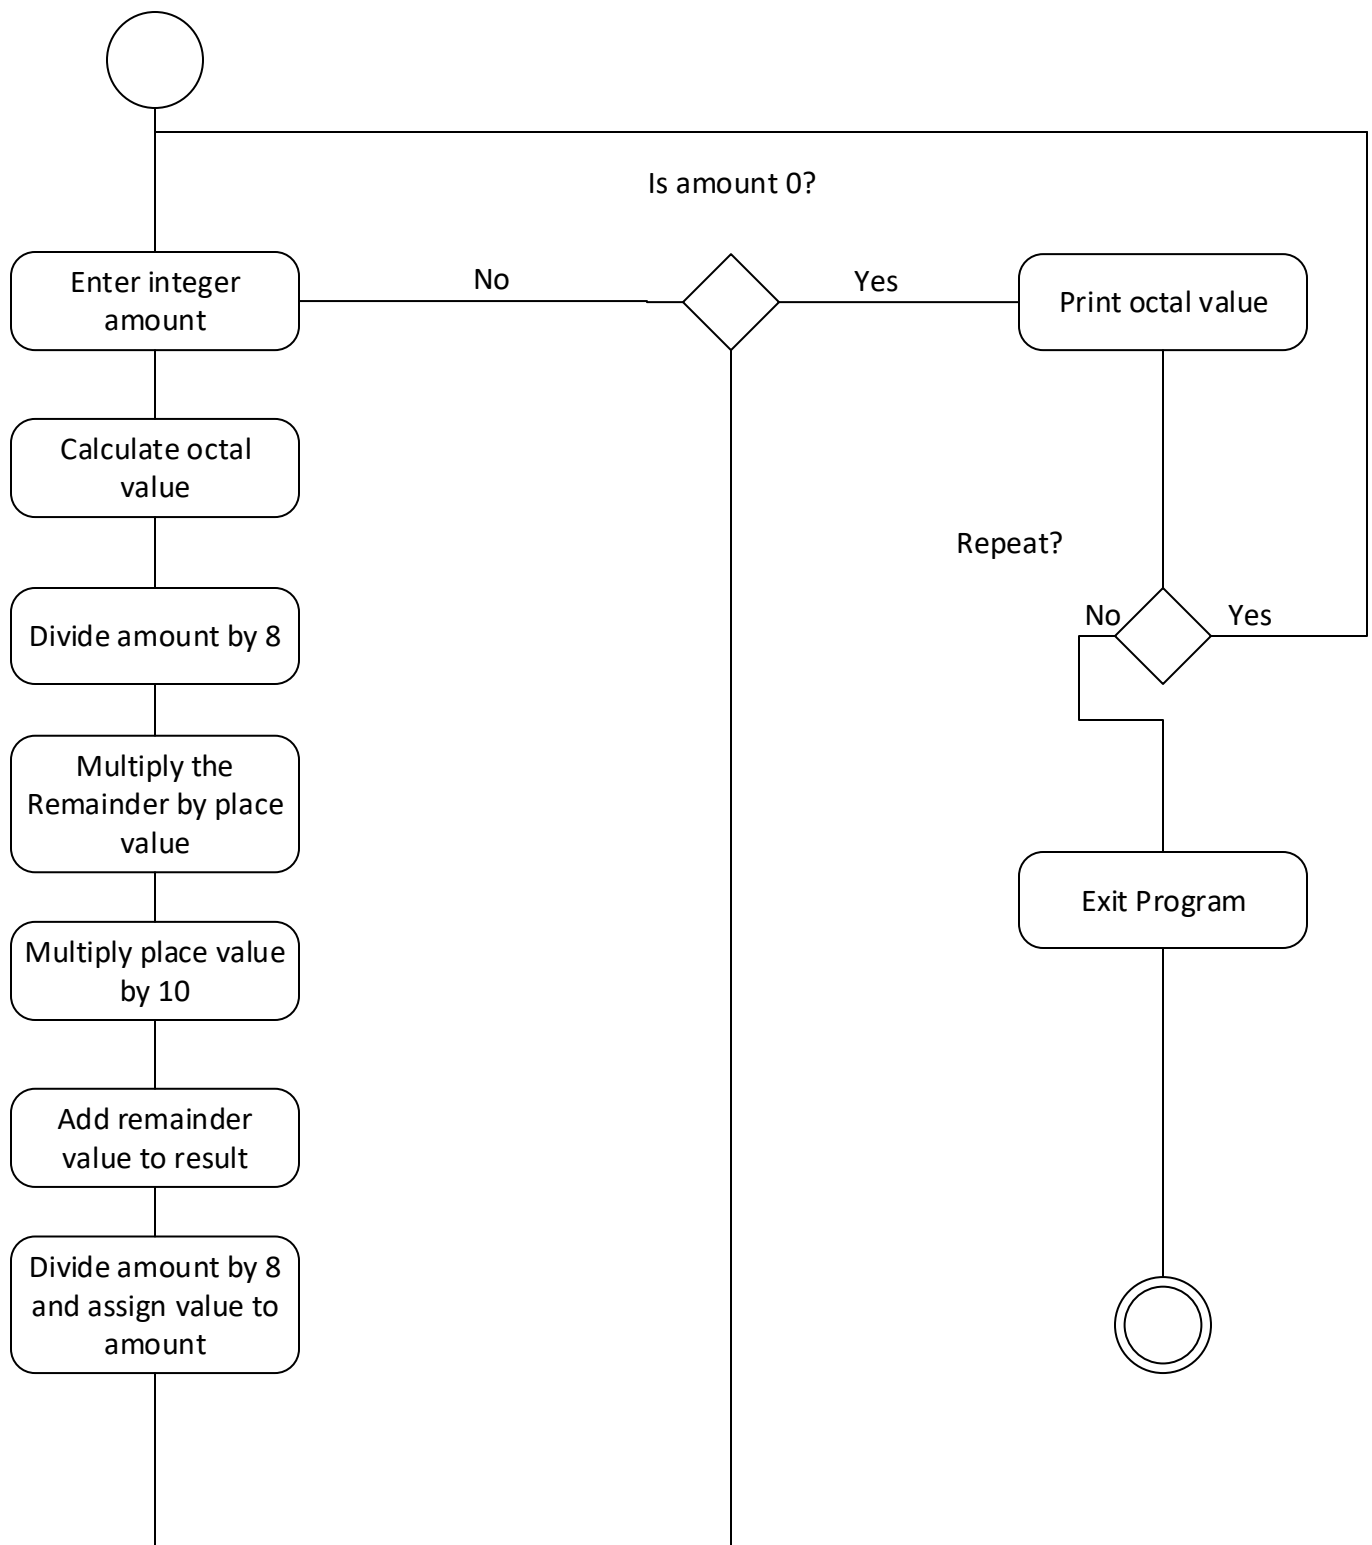 Is amount 0?
Enter integer
amount
No
Yes
Print octal value
Calculate octal
value
Repeat?
No
Yes
Divide amount by 8
Multiply the
Remainder by place
value
Exit Program
Multiply place value
by 10
Add remainder
value to result
Divide amount by 8
and assign value to
amount